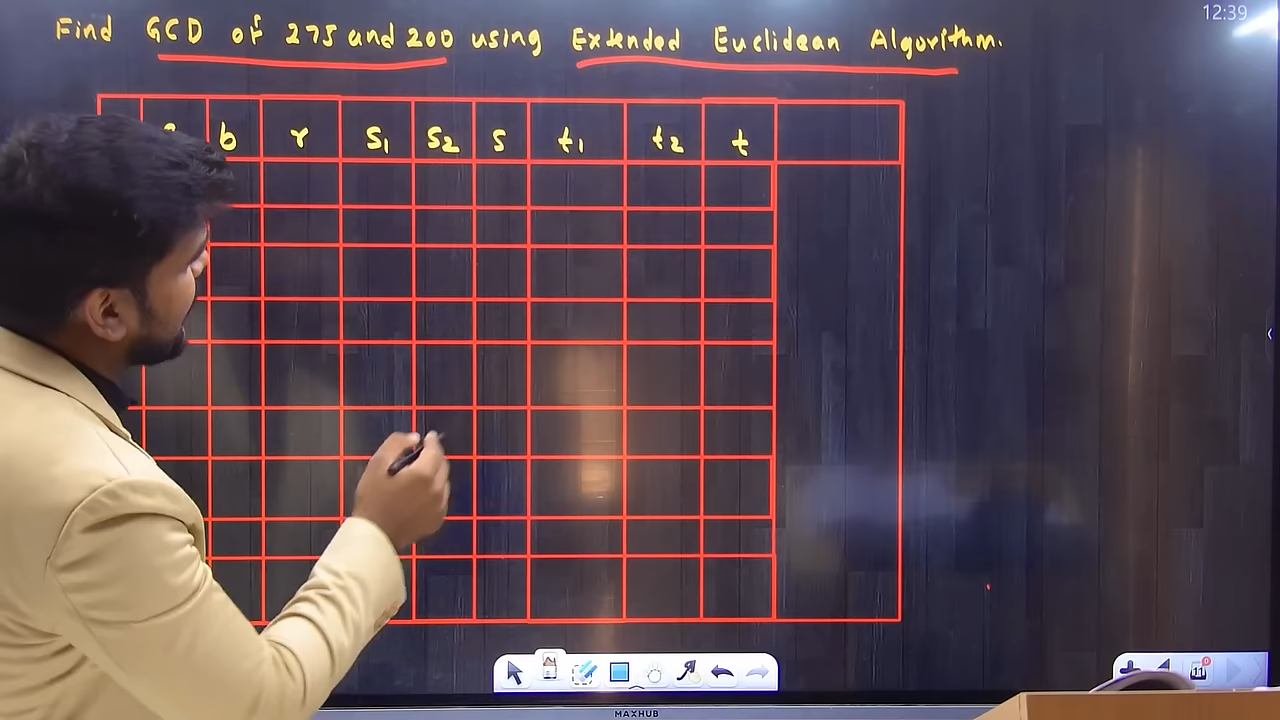 12:39
Find GCD of 275 and 200 using Extended Euclidean Algorithm.
b r s1 s2 s t1 t2 t
MAXHUB